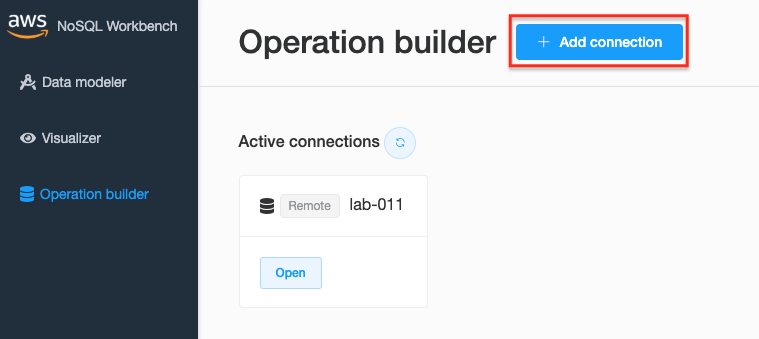 aws
NoSQL Workbench
Data modeler
Visualizer
Operation builder
Operation builder
+ Add connection
Active connections
Remote lab-011
Open